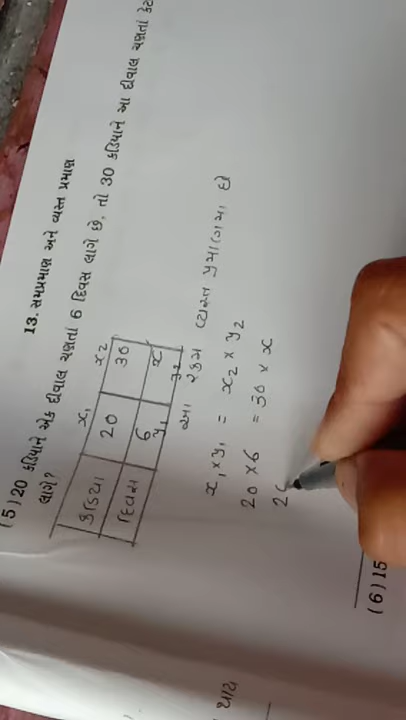 13. સમપ્રમાણ અને વ્યસ્ત પ્રમાણ
(5) 20 કડિયાને એક દીવાલ ચણતાં 6 દિવસ લાગે છે, તો 30 કડિયાને આ દીવાલ ચણતાં
લાગે?
x₁ x₂
કડિયા 20 30
દિવસ 6 x
y₁ y₂
આ રકમ વ્યસ્ત પ્રમાણમાં છે
x₁ × y₁ = x₂ × y₂
20 × 6 = 30 × x
2
(6) 15